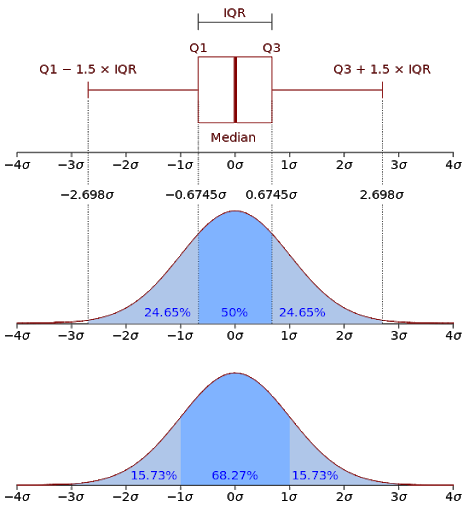 IQR
Q1 Q3
Q1 − 1.5 × IQR Q3 + 1.5 × IQR
Median
−4σ −3σ −2σ −1σ 0σ 1σ 2σ 3σ 4σ
−2.698σ −0.6745σ 0.6745σ 2.698σ
24.65% 50% 24.65%
−4σ −3σ −2σ −1σ 0σ 1σ 2σ 3σ 4σ
15.73% 68.27% 15.73%
−4σ −3σ −2σ −1σ 0σ 1σ 2σ 3σ 4σ